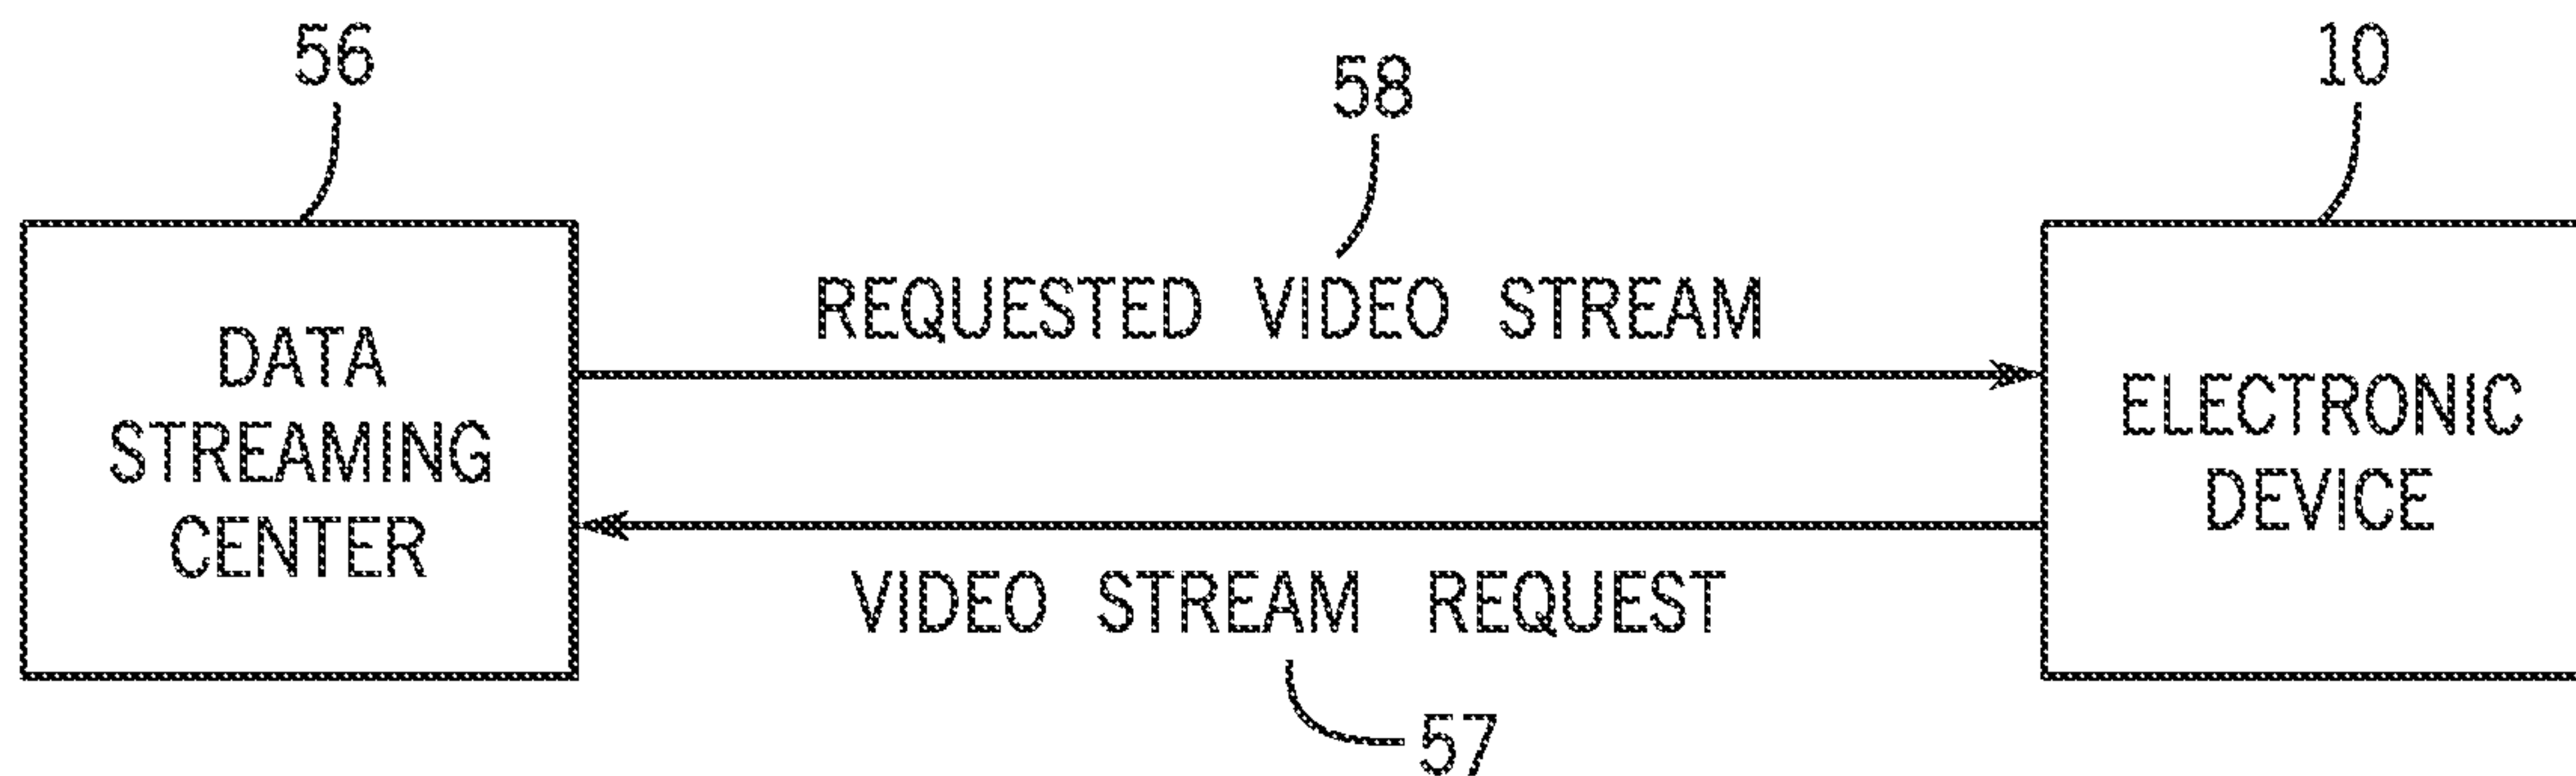 56
58
10
REQUESTED VIDEO STREAM
DATA
STREAMING
CENTER
ELECTRONIC
DEVICE
VIDEO STREAM REQUEST
57